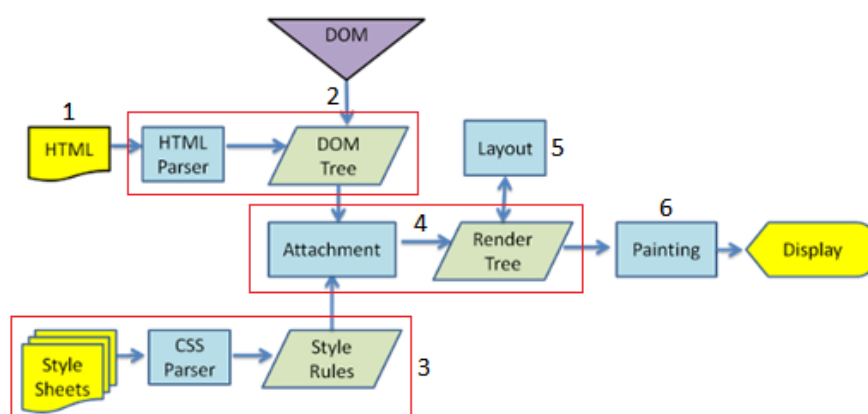 DOM
1
2
HTML
HTML
Parser
DOM
Tree
Layout
5
4
6
Attachment
Render
Tree
Painting
Display
Style
Sheets
CSS
Parser
Style
Rules
3